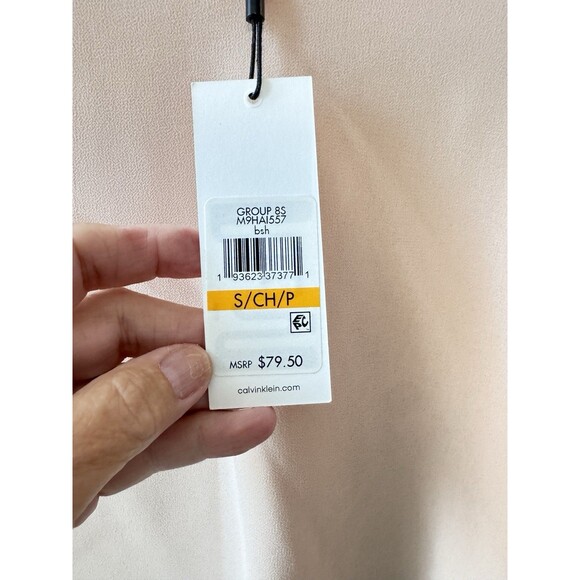 GROUP 8S
M9HAI557
bsh
1 93623 37377 1
S/CH/P
MSRP $79.50
calvinklein.com